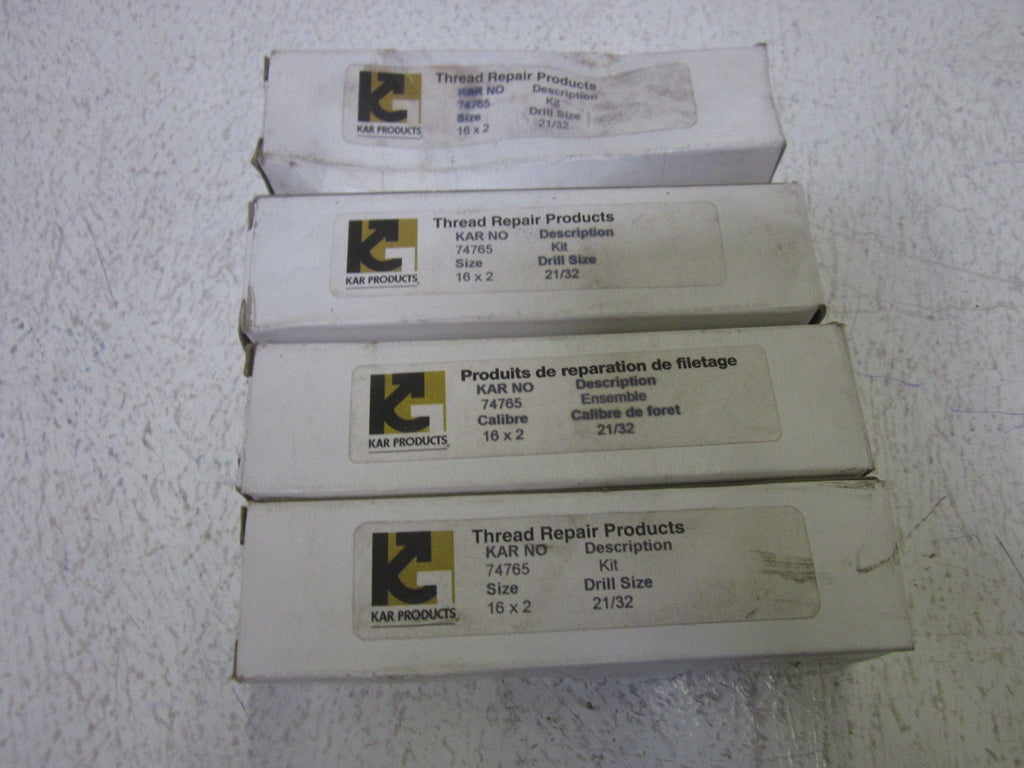 Thread Repair Products
KAR NO Description
74765 Kit
Size Drill Size
16 x 2 21/32
KAR PRODUCTS
Thread Repair Products
KAR NO Description
74765 Kit
Size Drill Size
16 x 2 21/32
KAR PRODUCTS
Produits de reparation de filetage
KAR NO Description
74765 Ensemble
Calibre Calibre de foret
16 x 2 21/32
KAR PRODUCTS
Thread Repair Products
KAR NO Description
74765 Kit
Size Drill Size
16 x 2 21/32
KAR PRODUCTS